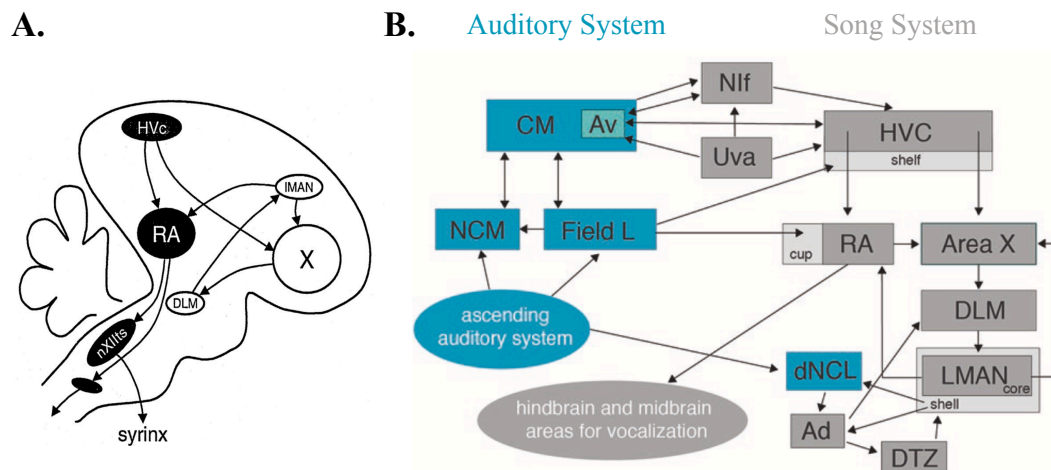 A.
HVc
lMAN
RA
X
DLM
nXIIts
syrinx
B.
Auditory System
Song System
NIf
CM
Av
HVC
Uva
shelf
NCM
Field L
cup
RA
Area X
ascending
auditory system
DLM
dNCL
LMAN
core
shell
hindbrain and midbrain
areas for vocalization
Ad
DTZ